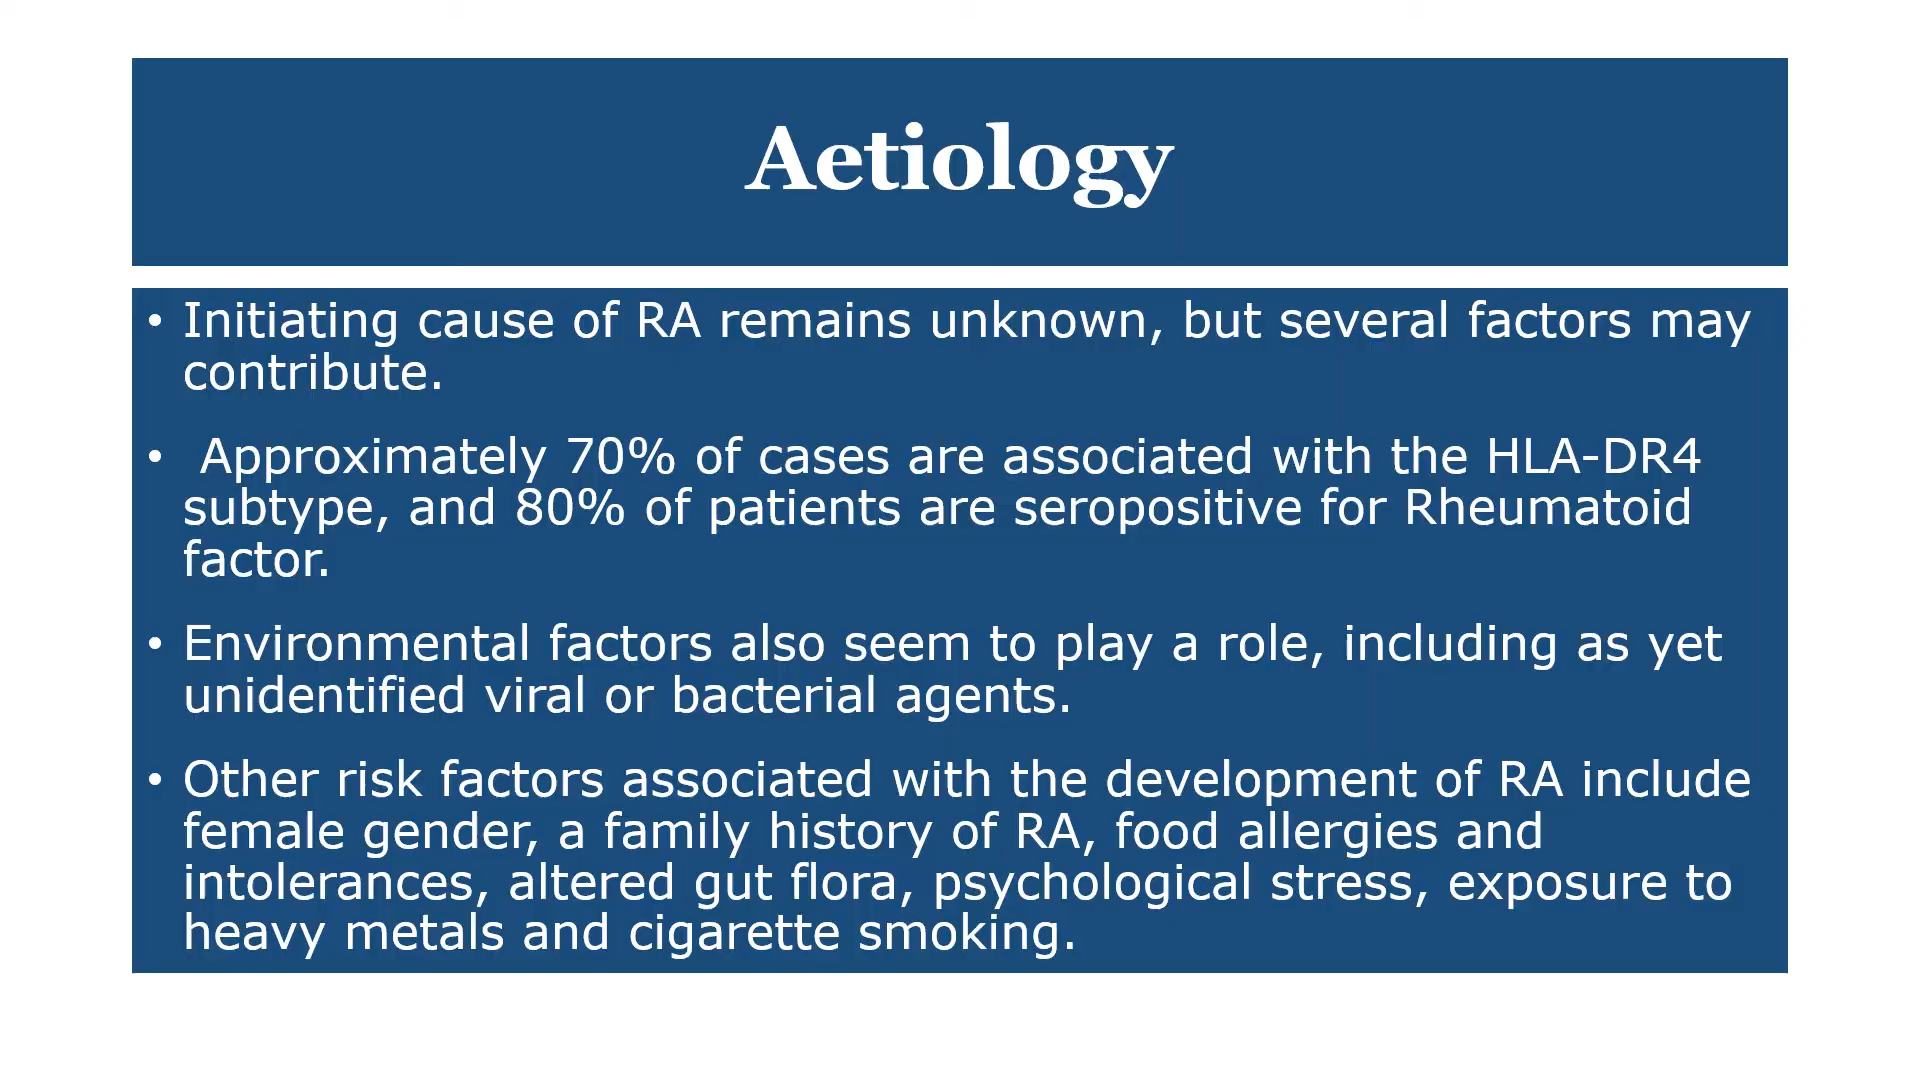 Aetiology
• Initiating cause of RA remains unknown, but several factors may
contribute.
• Approximately 70% of cases are associated with the HLA-DR4
subtype, and 80% of patients are seropositive for Rheumatoid
factor.
• Environmental factors also seem to play a role, including as yet
unidentified viral or bacterial agents.
• Other risk factors associated with the development of RA include
female gender, a family history of RA, food allergies and
intolerances, altered gut flora, psychological stress, exposure to
heavy metals and cigarette smoking.